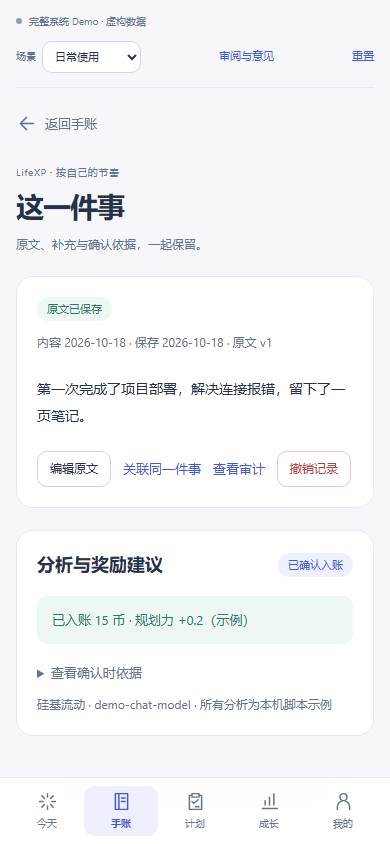 完整系统 Demo · 虚构数据
场景 日常使用 审阅与意见 重置
返回手账
LifeXP · 按自己的节奏
这一件事
原文、补充与确认依据，一起保留。
原文已保存
内容 2026-10-18 · 保存 2026-10-18 · 原文 v1
第一次完成了项目部署，解决连接报错，留下了一
页笔记。
编辑原文 关联同一件事 查看审计 撤销记录
分析与奖励建议 已确认入账
已入账 15 币 · 规划力 +0.2（示例）
查看确认时依据
硅基流动 · demo-chat-model · 所有分析为本机脚本示例
今天 手账 计划 成长 我的